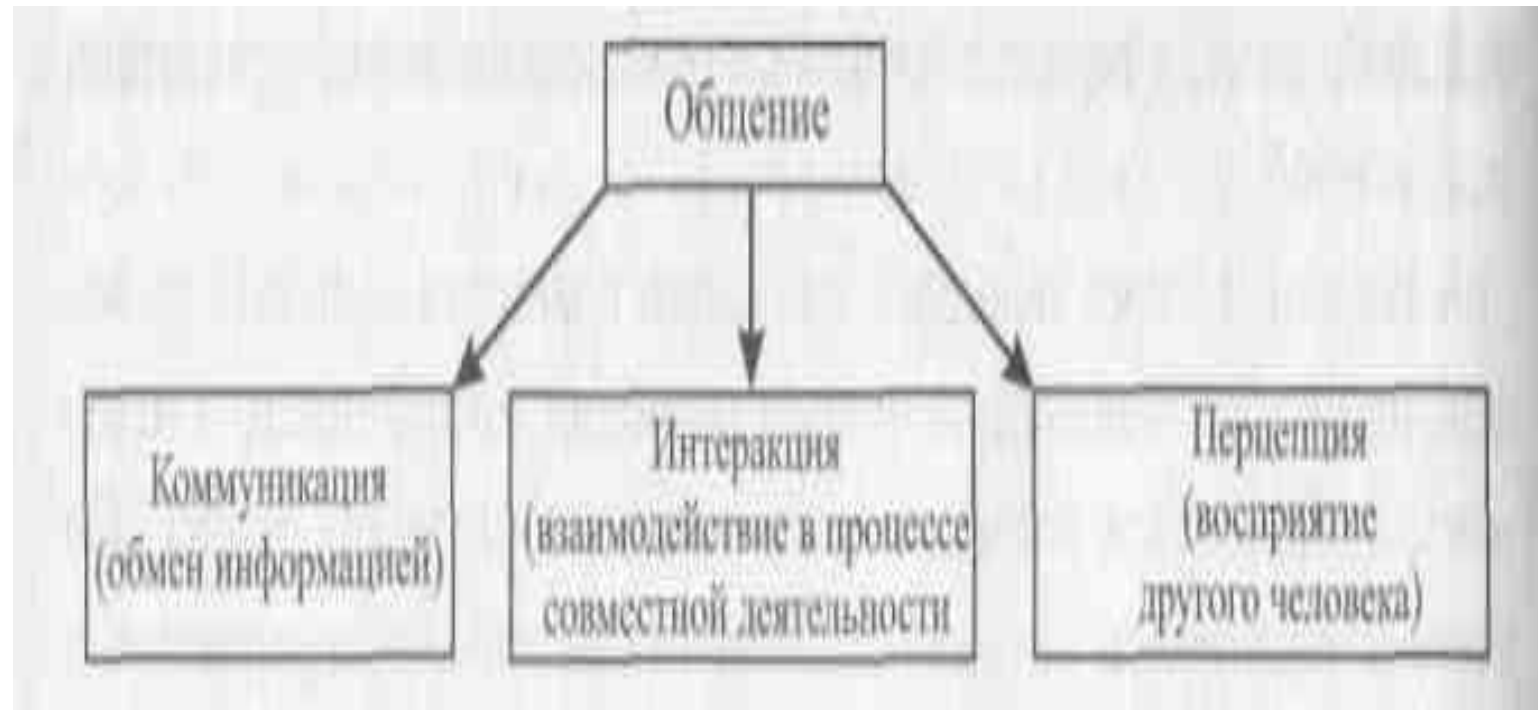 Общение
Коммуникация
(обмен информацией)
Интеракция
(взаимодействие в процессе
совместной деятельности
Перцепция
(восприятие
другого человека)